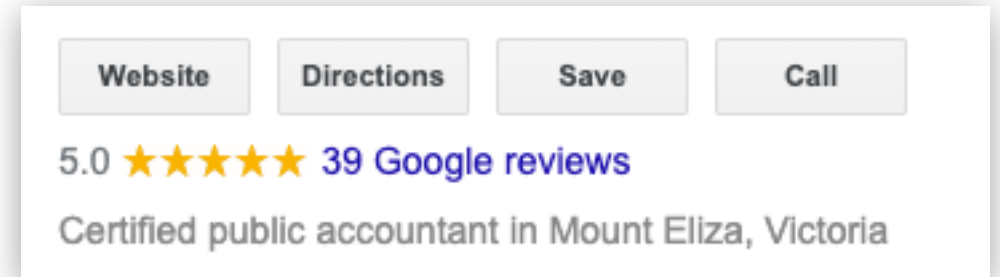 Website Directions Save Call
5.0 39 Google reviews
Certified public accountant in Mount Eliza, Victoria